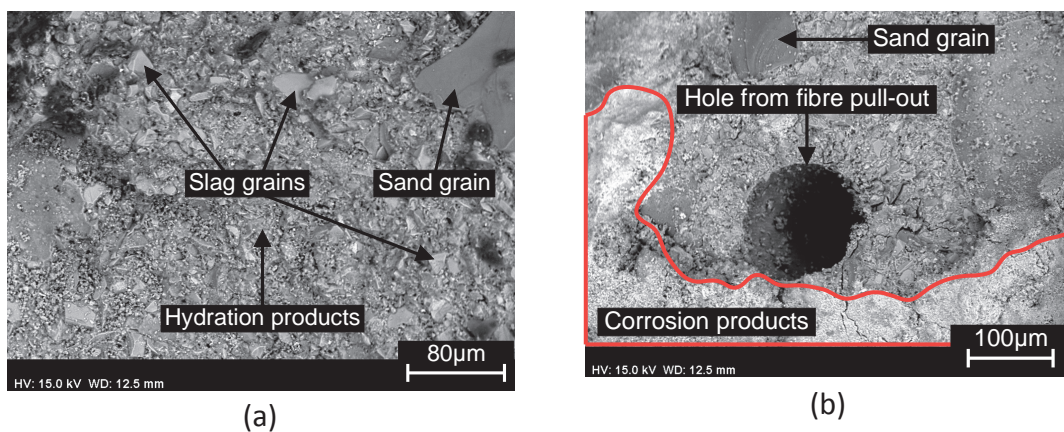 Slag grains
Sand grain
Hydration products
80µm
HV: 15.0 kV WD: 12.5 mm
(a)
Sand grain
Hole from fibre pull-out
Corrosion products
100µm
HV: 15.0 kV WD: 12.5 mm
(b)